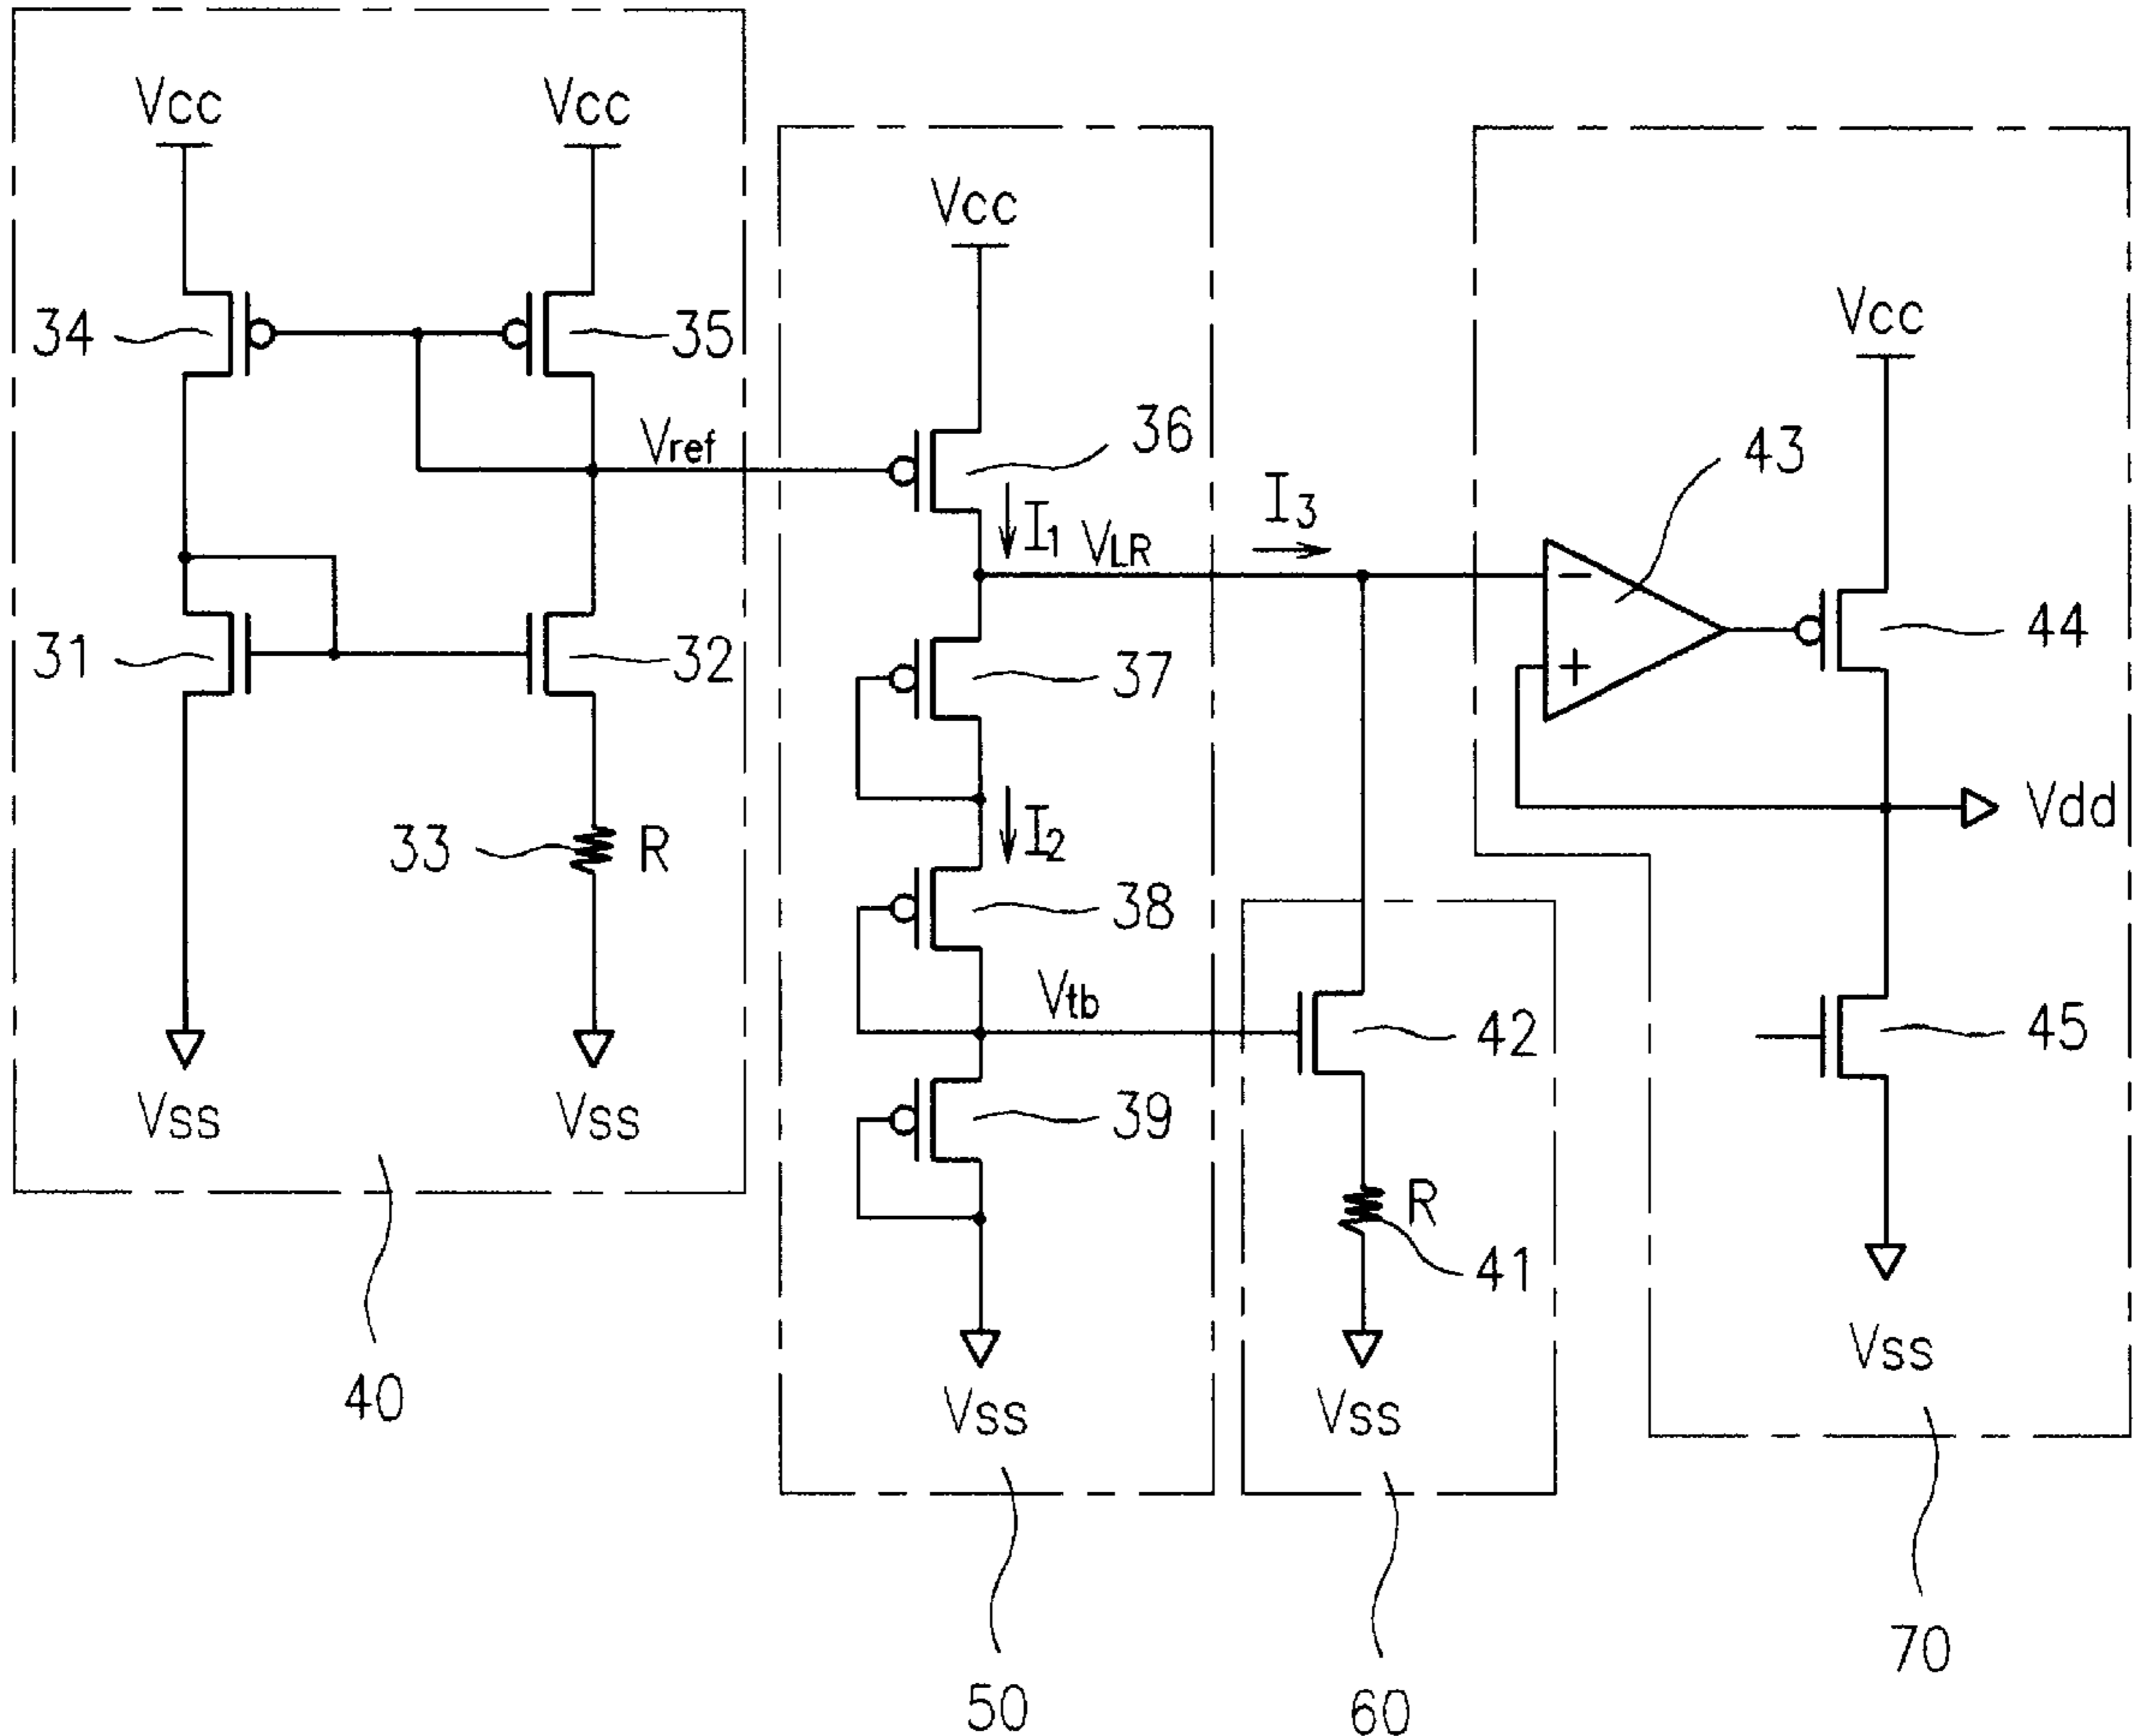 Vcc
Vcc
34
35
Vref
31
32
33
R
Vss
Vss
40
Vcc
36
I1
VLR
I3
37
I2
38
Vtb
39
Vss
50
42
R
41
Vss
60
Vcc
43
−
+
44
Vdd
45
Vss
70